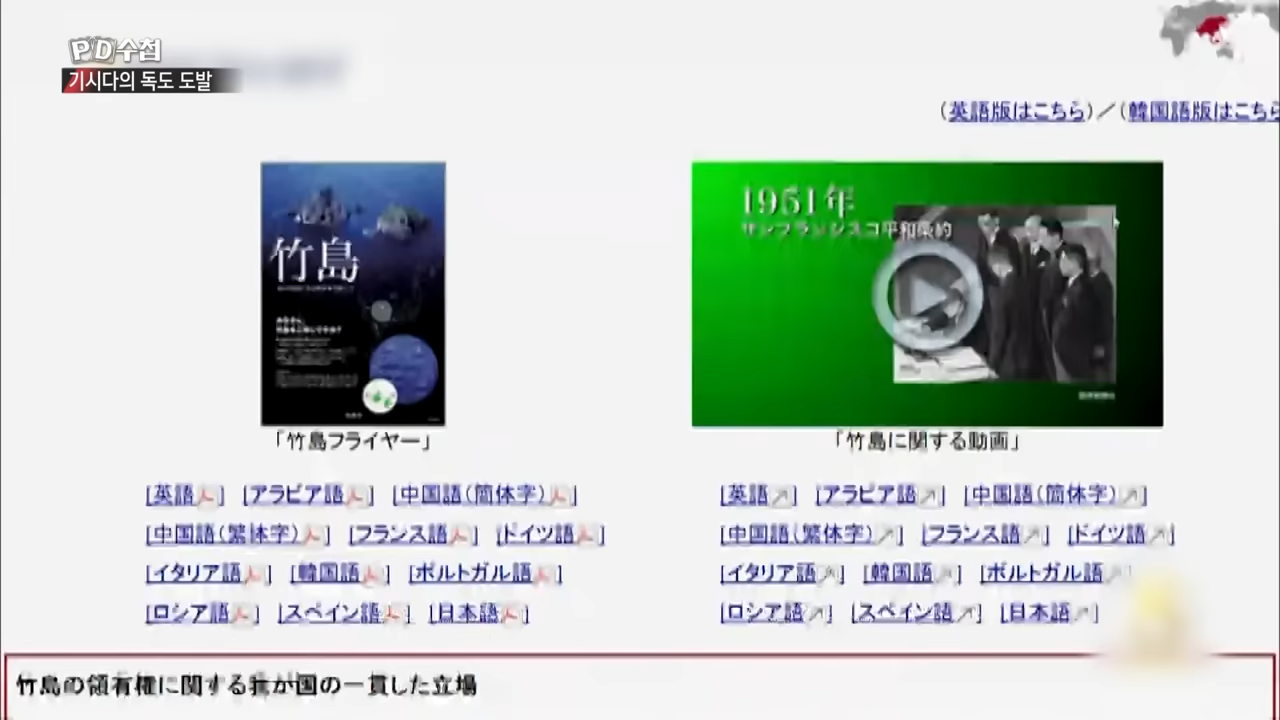 PD수첩
기시다의 독도 도발
(英語版はこちら)／(韓国語版はこちら
竹島
1951年
サンフランシスコ平和条約
「竹島フライヤー」
「竹島に関する動画」
[英語] [アラビア語] [中国語(簡体字)]
[中国語(繁体字)] [フランス語] [ドイツ語]
[イタリア語] [韓国語] [ポルトガル語]
[ロシア語] [スペイン語] [日本語]
[英語] [アラビア語] [中国語(簡体字)]
[中国語(繁体字)] [フランス語] [ドイツ語]
[イタリア語] [韓国語] [ポルトガル語
[ロシア語] [スペイン語] [日本語]
竹島の領有権に関する我が国の一貫した立場